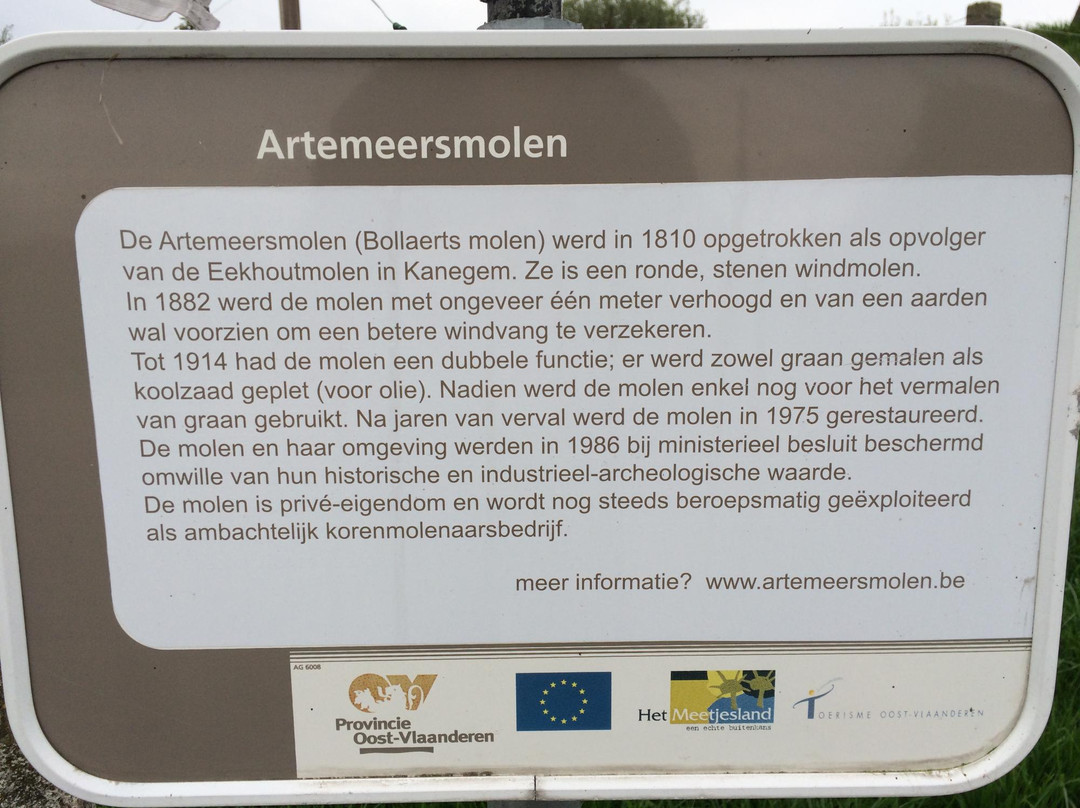 Artemeersmolen
De Artemeersmolen (Bollaerts molen) werd in 1810 opgetrokken als opvolger
van de Eekhoutmolen in Kanegem. Ze is een ronde, stenen windmolen.
In 1882 werd de molen met ongeveer één meter verhoogd en van een aarden
wal voorzien om een betere windvang te verzekeren.
Tot 1914 had de molen een dubbele functie; er werd zowel graan gemalen als
koolzaad geplet (voor olie). Nadien werd de molen enkel nog voor het vermalen
van graan gebruikt. Na jaren van verval werd de molen in 1975 gerestaureerd.
De molen en haar omgeving werden in 1986 bij ministerieel besluit beschermd
omwille van hun historische en industrieel-archeologische waarde.
De molen is privé-eigendom en wordt nog steeds beroepsmatig geëxploiteerd
als ambachtelijk korenmolenaarsbedrijf.
meer informatie? www.artemeersmolen.be
AG 6008
Provincie
Oost-Vlaanderen
Het Meetjesland
een echte buitenkans
TOERISME OOST-VLAANDEREN